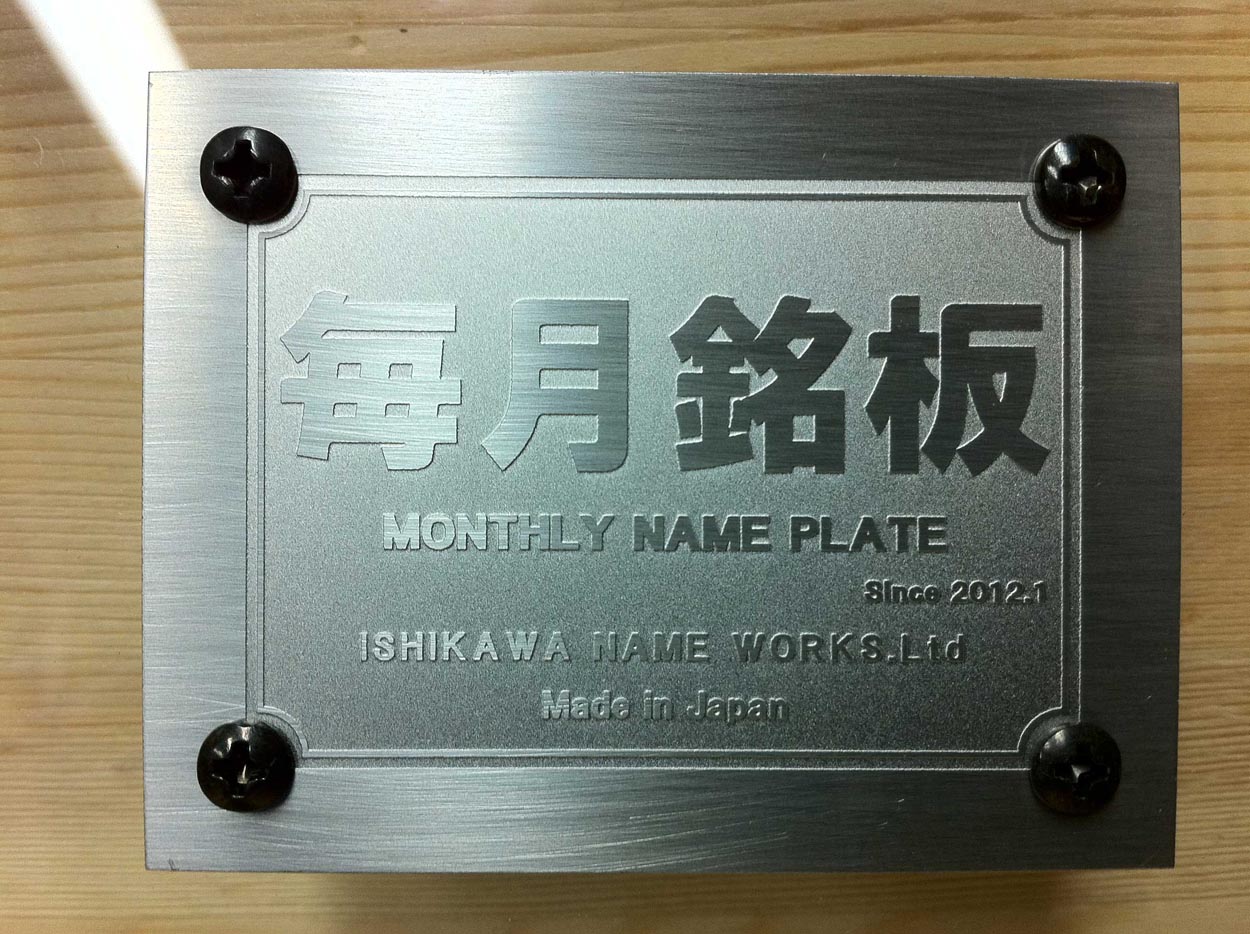 毎月銘板
MONTHLY NAME PLATE
Since 2012.1
ISHIKAWA NAME WORKS.Ltd
Made in Japan